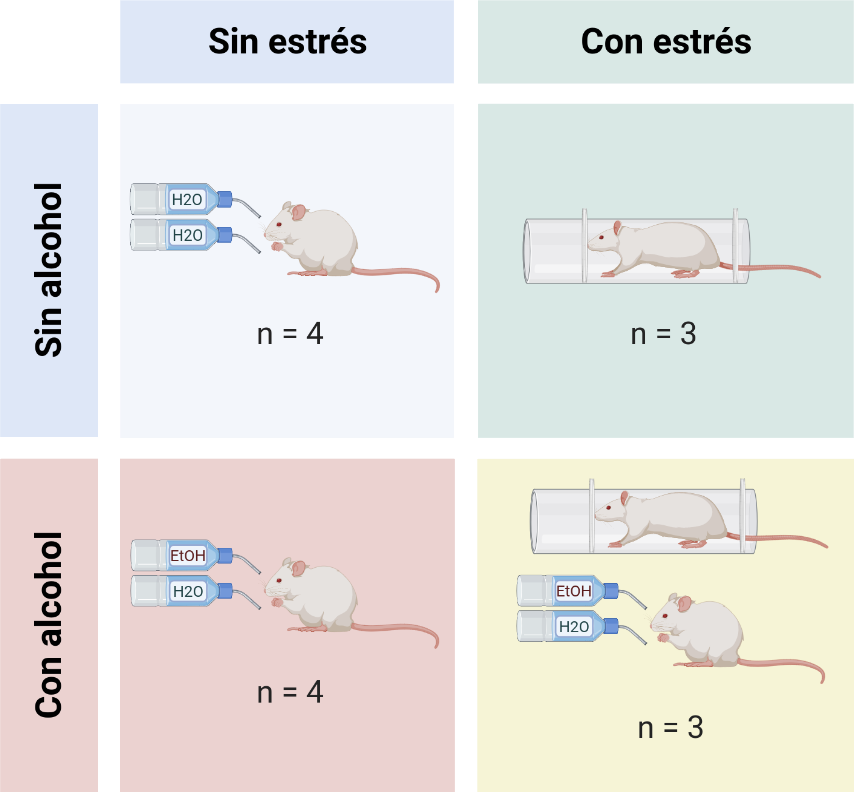 Sin estrés
Con estrés
Sin alcohol
H2O
H2O
n = 4
n = 3
Con alcohol
EtOH
H2O
n = 4
EtOH
H2O
n = 3